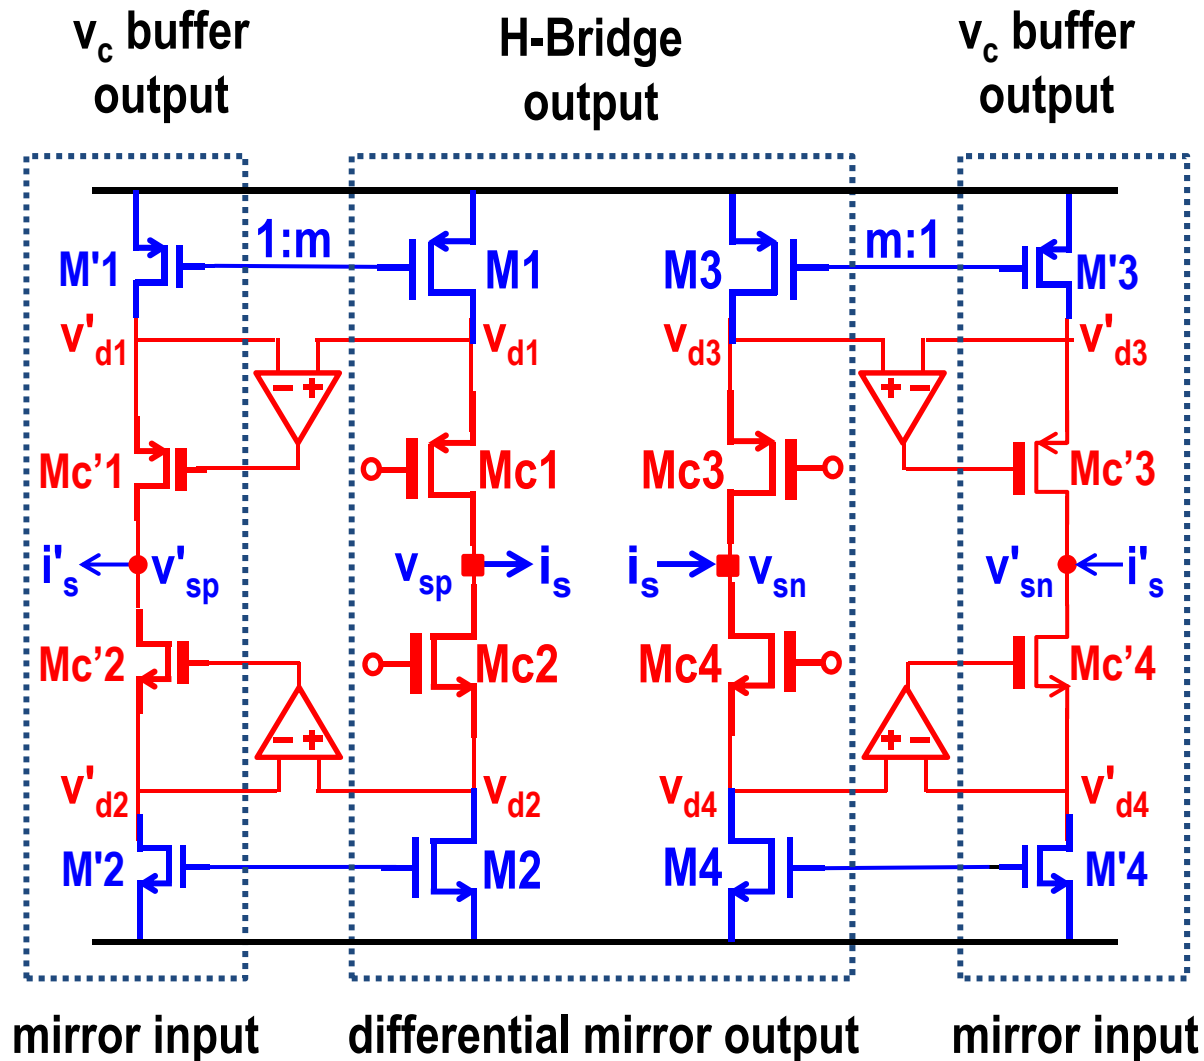 vc buffer output
H-Bridge output
vc buffer output
1:m
m:1
M'1
M1
M3
M'3
v'd1
vd1
vd3
v'd3
− +
+ −
Mc’1
Mc1
Mc3
Mc’3
i's
v'sp
vsp
is
is
vsn
v'sn
i's
Mc’2
Mc2
Mc4
Mc’4
− +
+ −
v'd2
vd2
vd4
v'd4
M'2
M2
M4
M'4
mirror input
differential mirror output
mirror input